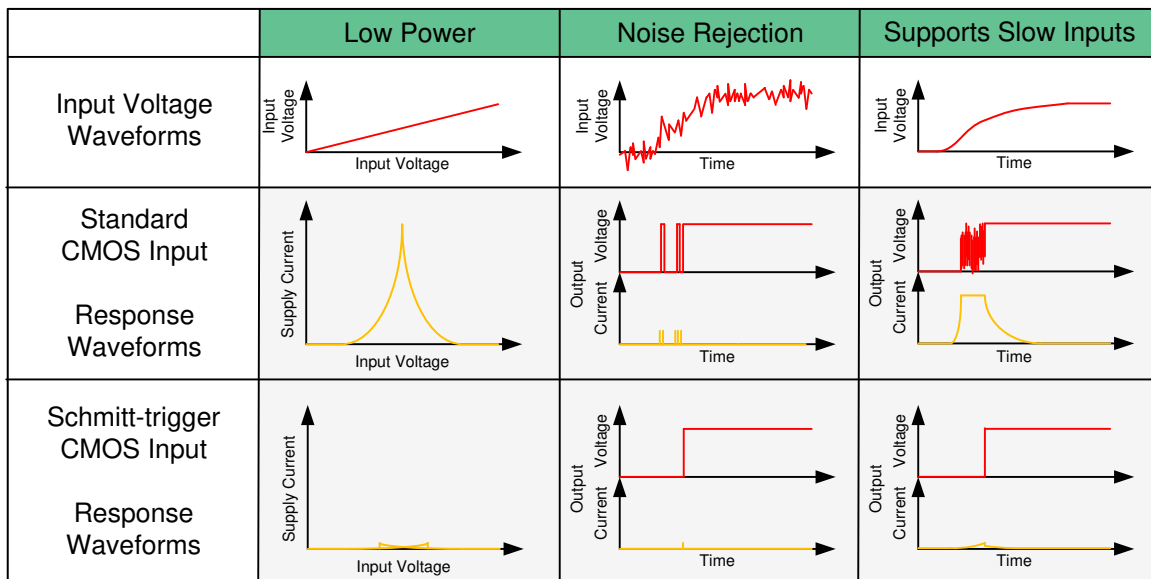 Low Power
Noise Rejection
Supports Slow Inputs
Input Voltage
Waveforms
Input
Voltage
Input Voltage
Input
Voltage
Time
Input
Voltage
Time
Standard
CMOS Input
Response
Waveforms
Supply Current
Input Voltage
Output
Current
Voltage
Time
Output
Current
Voltage
Time
Schmitt-trigger
CMOS Input
Response
Waveforms
Supply Current
Input Voltage
Output
Current
Voltage
Time
Output
Current
Voltage
Time